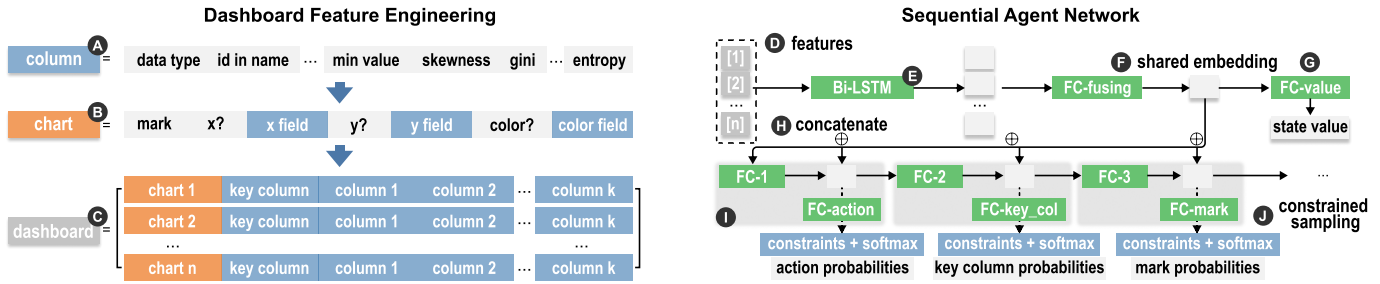 Dashboard Feature Engineering
A
column = data type id in name ... min value skewness gini ... entropy
B
chart = mark x? x field y? y field color? color field
C
dashboard =
chart 1 key column column 1 column 2 ... column k
chart 2 key column column 1 column 2 ... column k
... ...
chart n key column column 1 column 2 ... column k
Sequential Agent Network
D features
[1]
[2]
...
[n]
Bi-LSTM E
...
F shared embedding
FC-fusing
G
FC-value
state value
H concatenate
FC-1 FC-2 FC-3 ...
I
FC-action FC-key_col FC-mark
J constrained
sampling
constraints + softmax constraints + softmax constraints + softmax
action probabilities key column probabilities mark probabilities